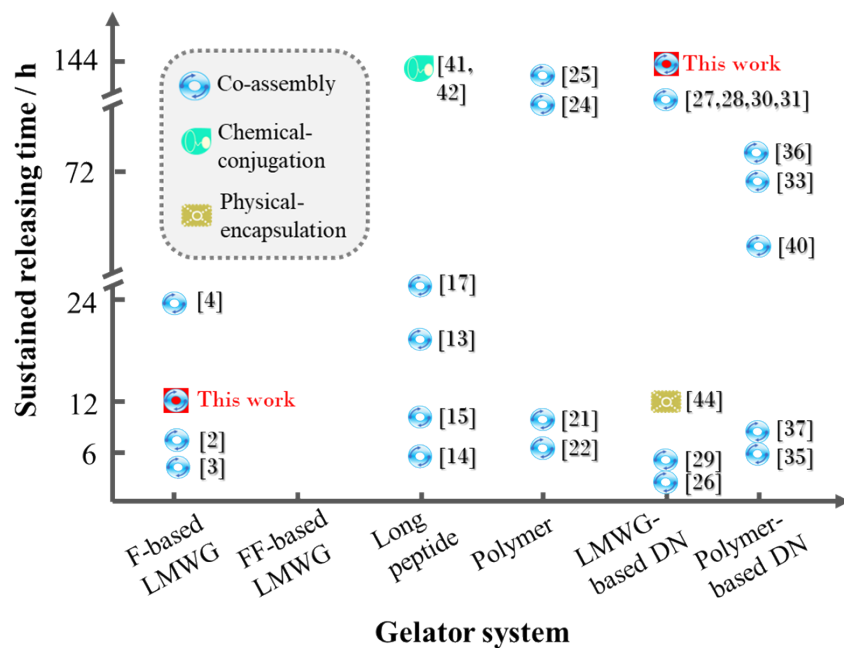 Sustained releasing time / h
144
72
24
12
6
Co-assembly
Chemical-
conjugation
Physical-
encapsulation
[41,
42]
[25]
[24]
This work
[27,28,30,31]
[36]
[33]
[40]
[4]
[17]
[13]
This work
[2]
[3]
[15]
[14]
[21]
[22]
[44]
[29]
[26]
[37]
[35]
F-based
LMWG
FF-based
LMWG
Long
peptide
Polymer
LMWG-
based DN
Polymer-
based DN
Gelator system